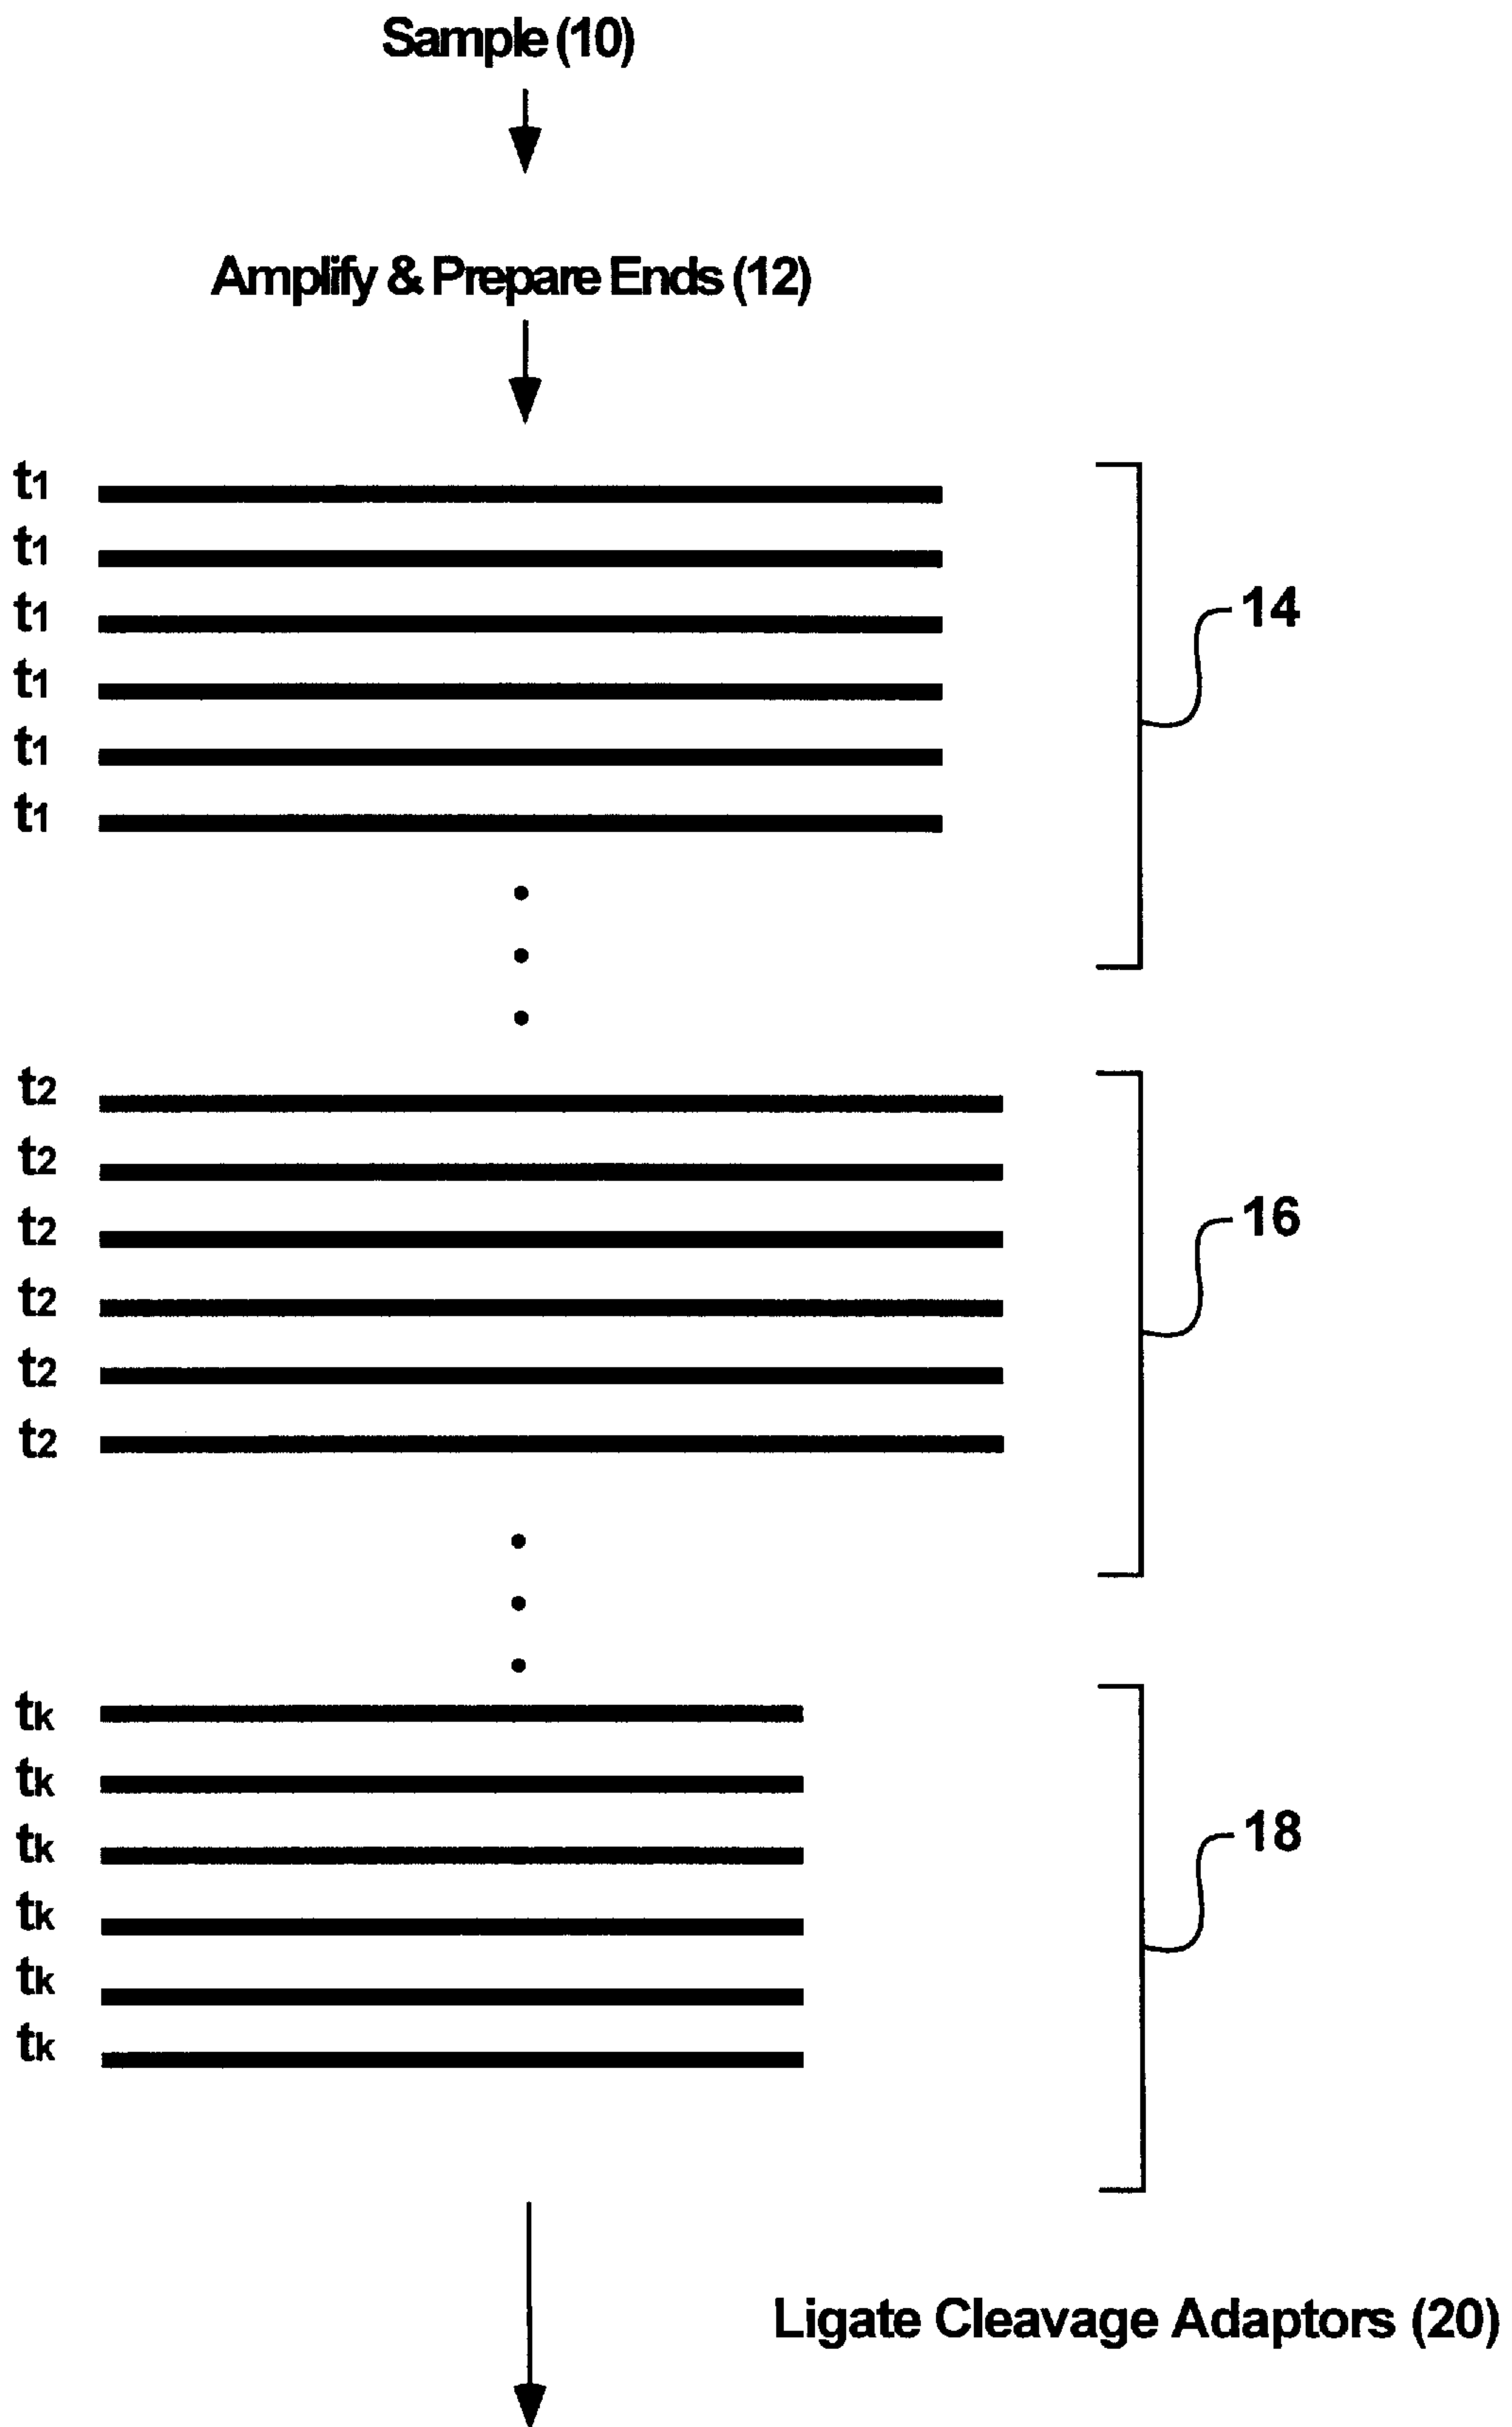 Sample (10)
Amplify & Prepare Ends (12)
t1
t1
t1
14
t1
t1
t1
t2
t2
t2
16
t2
t2
t2
tk
tk
tk
18
tk
tk
tk
Ligate Cleavage Adaptors (20)